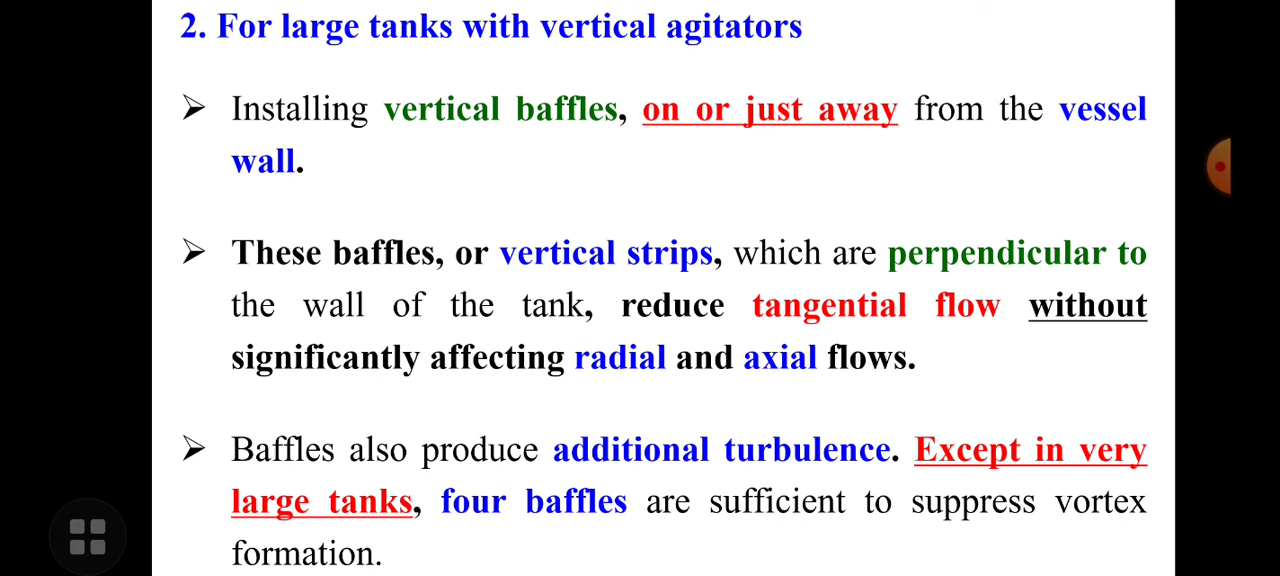 2. For large tanks with vertical agitators
➢ Installing vertical baffles, on or just away from the vessel
wall.
➢ These baffles, or vertical strips, which are perpendicular to
the wall of the tank, reduce tangential flow without
significantly affecting radial and axial flows.
➢ Baffles also produce additional turbulence. Except in very
large tanks, four baffles are sufficient to suppress vortex
formation.